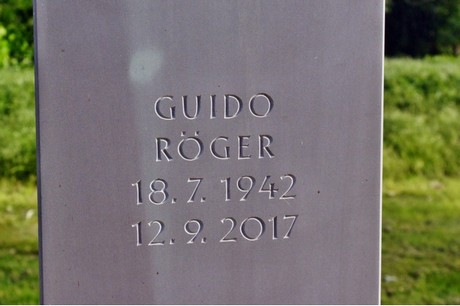 GUIDO
RÖGER
18. 7. 1942
12. 9. 2017